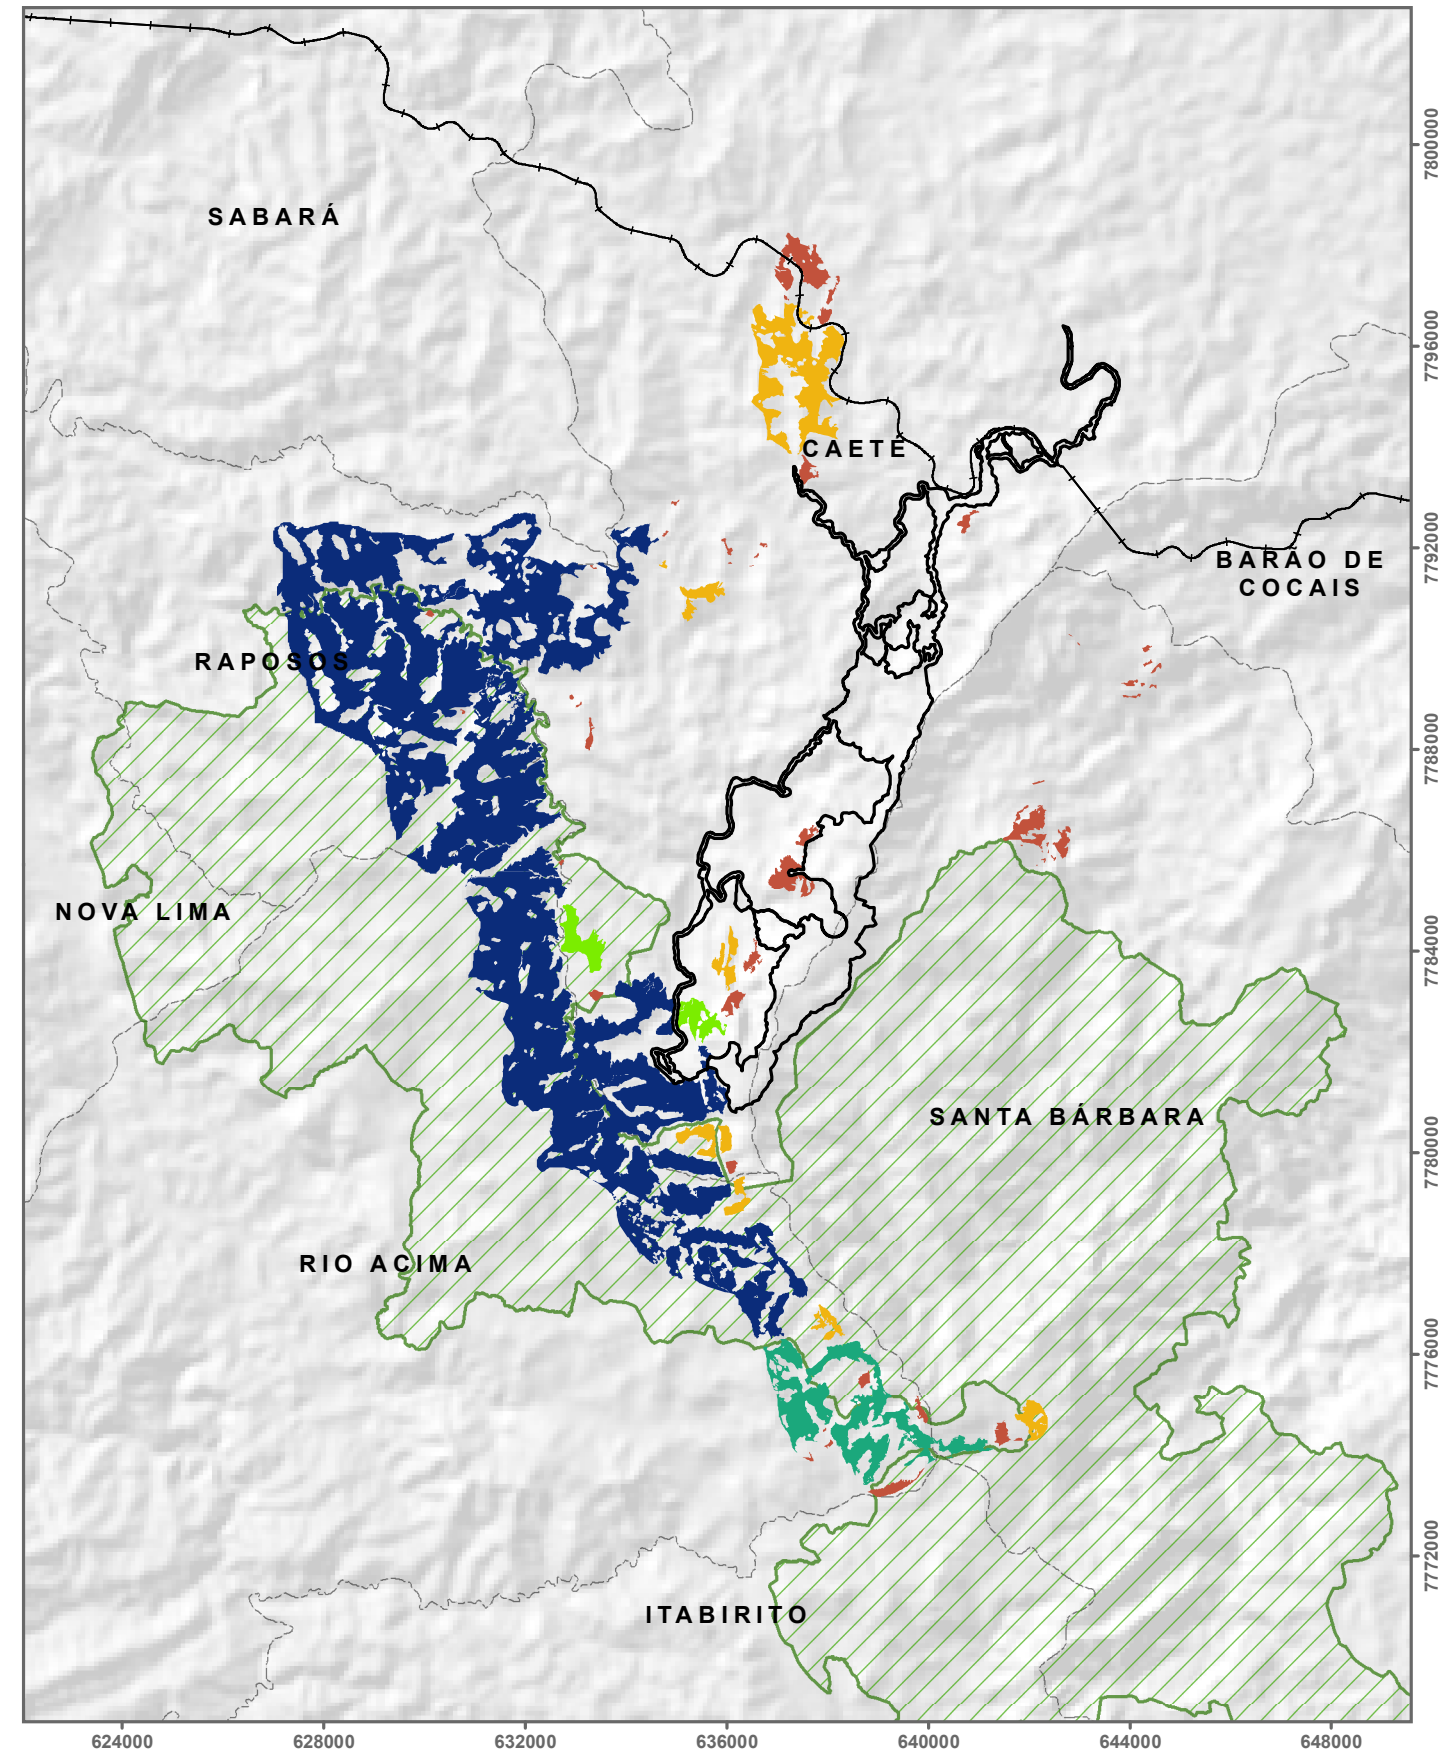 SABARÁ
CAETÉ
BARÃO DE
COCAIS
RAPOSOS
NOVA LIMA
SANTA BÁRBARA
RIO ACIMA
ITABIRITO
7800000
7796000
7792000
7788000
7784000
7780000
7776000
7772000
624000 628000 632000 636000 640000 644000 648000